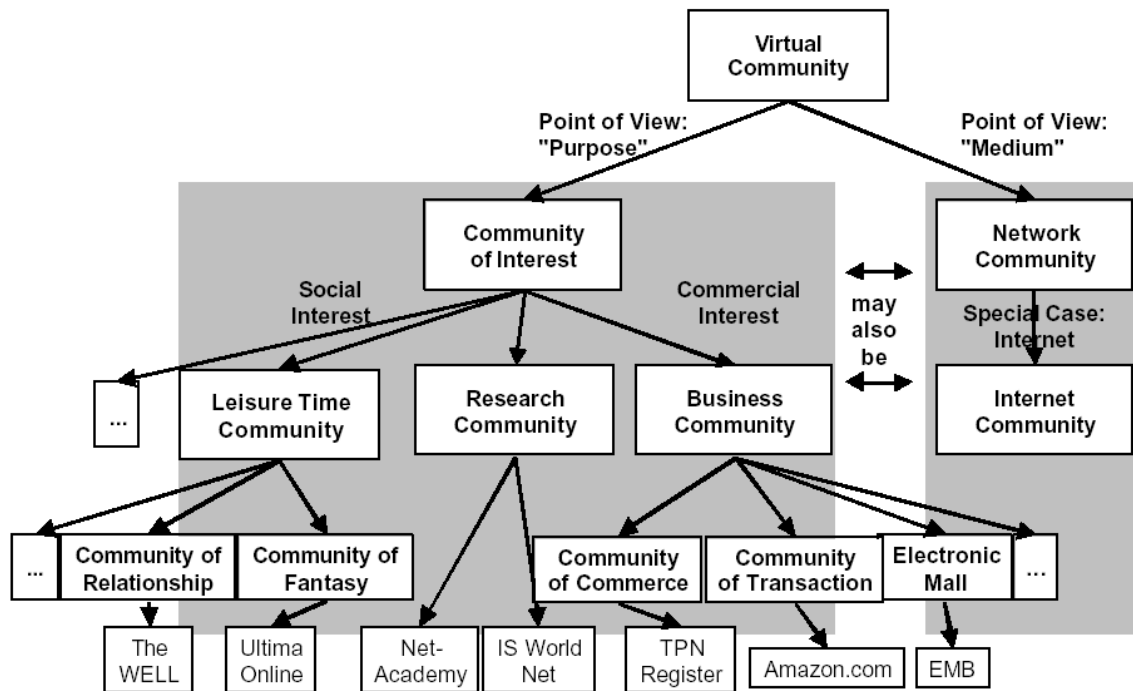 Virtual
Community
Point of View:
"Purpose"
Point of View:
"Medium"
Community
of Interest
Network
Community
Social
Interest
Commercial
Interest
may
also
be
Special Case:
Internet
...
Leisure Time
Community
Research
Community
Business
Community
Internet
Community
...
Community of
Relationship
Community of
Fantasy
Community
of Commerce
Community
of Transaction
Electronic
Mall
...
The
WELL
Ultima
Online
Net-
Academy
IS World
Net
TPN
Register
Amazon.com
EMB